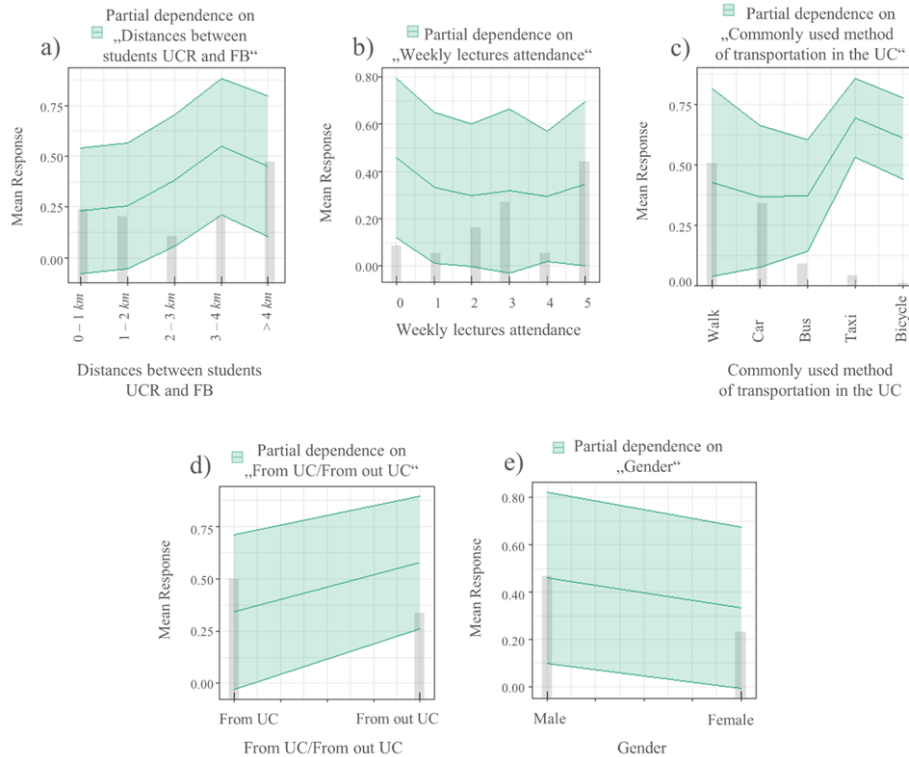 a)
Partial dependence on
„Distances between
students UCR and FB“
Mean Response
0.75
0.50
0.25
0.00
0 – 1 km
1 – 2 km
2 – 3 km
3 – 4 km
> 4 km
Distances between students
UCR and FB
b)
Partial dependence on
„Weekly lectures attendance“
Mean Response
0.80
0.60
0.40
0.20
0.00
0 1 2 3 4 5
Weekly lectures attendance
c)
Partial dependence on
„Commonly used method
of transportation in the UC“
Mean Response
0.75
0.50
0.25
0.00
Walk
Car
Bus
Taxi
Bicycle
Commonly used method
of transportation in the UC
d)
Partial dependence on
„From UC/From out UC“
Mean Response
0.75
0.50
0.25
0.00
From UC From out UC
From UC/From out UC
e)
Partial dependence on
„Gender“
Mean Response
0.80
0.60
0.40
0.20
0.00
Male Female
Gender